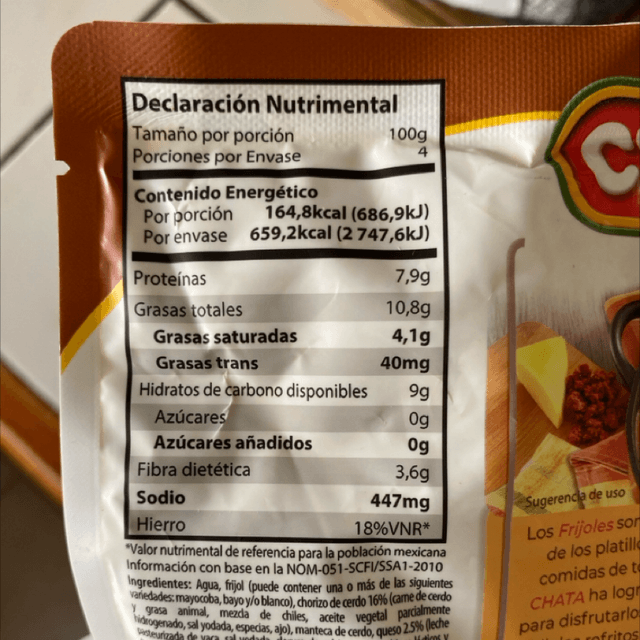 Declaración Nutrimental
Tamaño por porción 100g
Porciones por Envase 4
Contenido Energético
Por porción 164,8kcal (686,9kJ)
Por envase 659,2kcal (2 747,6kJ)
Proteínas 7,9g
Grasas totales 10,8g
Grasas saturadas 4,1g
Grasas trans 40mg
Hidratos de carbono disponibles 9g
Azúcares 0g
Azúcares añadidos 0g
Fibra dietética 3,6g
Sodio 447mg
Hierro 18%VNR*
*Valor nutrimental de referencia para la población mexicana
Información con base en la NOM-051-SCFI/SSA1-2010
Ingredientes: Agua, frijol (puede contener una o más de las siguientes
variedades: mayocoba, bayo y/o blanco), chorizo de cerdo 16% (carne de cerdo
y grasa animal, mezcla de chiles, aceite vegetal parcialmente
hidrogenado, sal yodada, especias, ajo), manteca de cerdo, queso 2.5% (leche
pasteurizada de vaca, sal
C
Sugerencia de uso
Los Frijoles
de los
comidas de
CHATA ha
para disfrutarlo